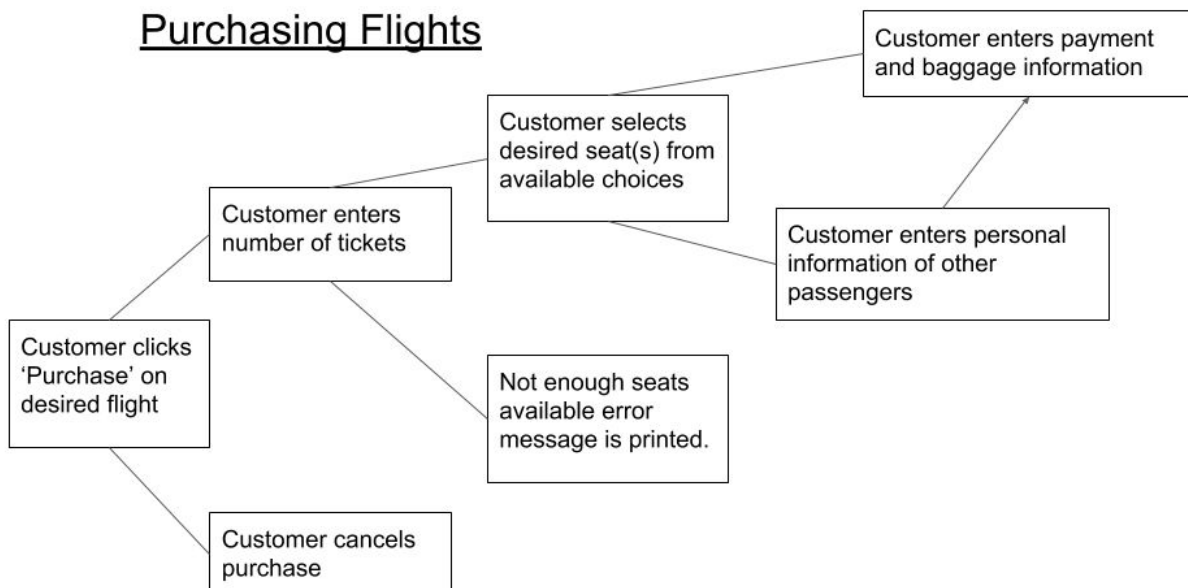 Purchasing Flights
Customer enters payment
and baggage information
Customer selects
desired seat(s) from
available choices
Customer enters
number of tickets
Customer enters personal
information of other
passengers
Customer clicks
‘Purchase’ on
desired flight
Not enough seats
available error
message is printed.
Customer cancels
purchase